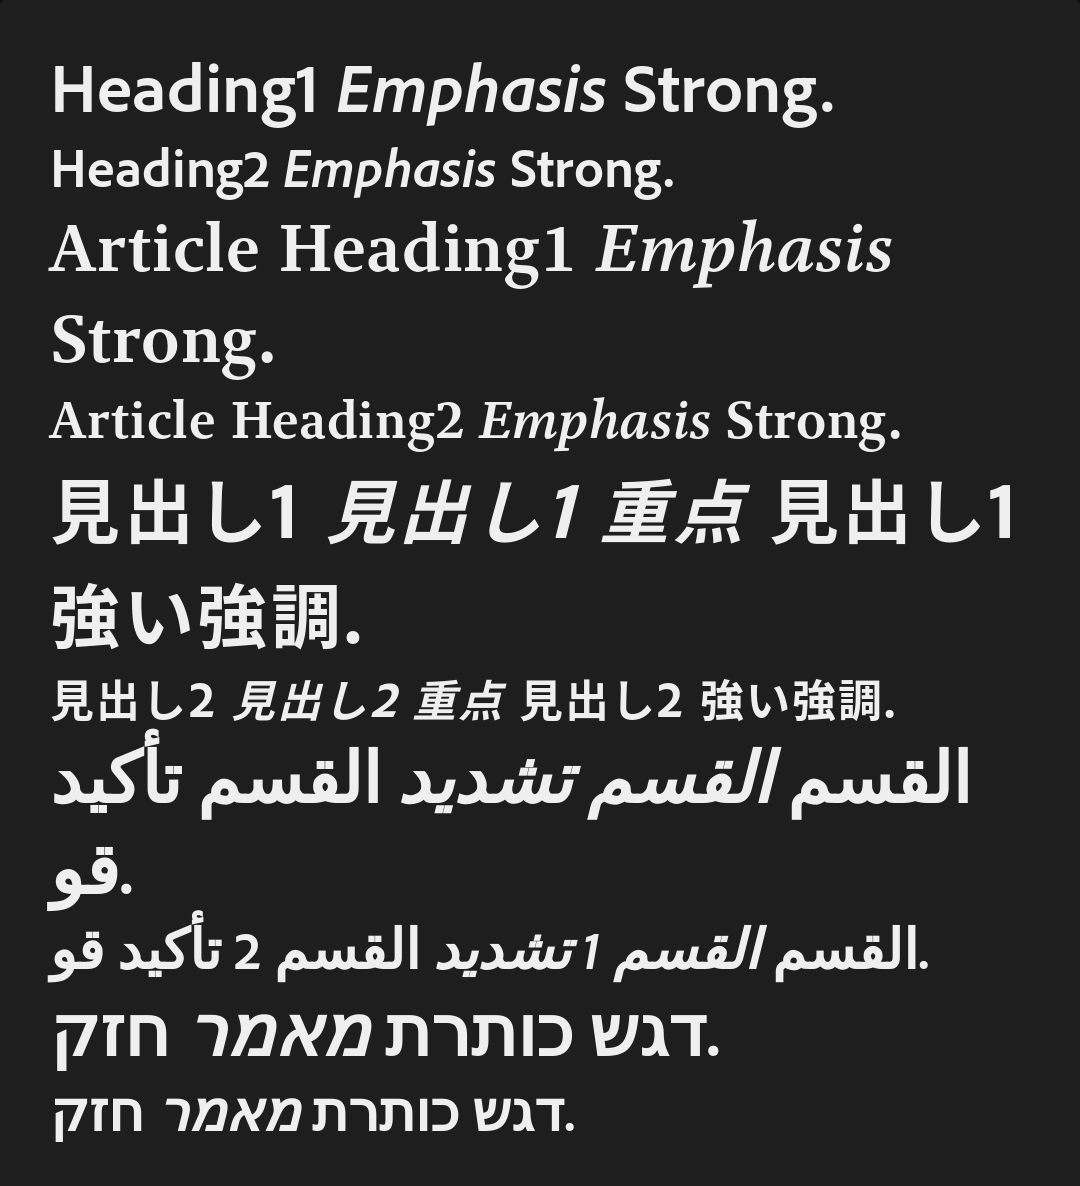 Heading1 Emphasis Strong.
Heading2 Emphasis Strong.
Article Heading1 Emphasis
Strong.
Article Heading2 Emphasis Strong.
見出し1 見出し1 重点 見出し1
強い強調.
見出し2 見出し2 重点 見出し2 強い強調.
القسم القسم تشديد القسم تأكيد
قو.
القسم القسم 1 تشديد القسم 2 تأكيد قو.
דגש כותרת מאמר חזק.
דגש כותרת מאמר חזק.